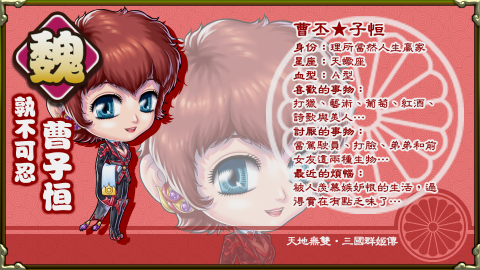 魏
孰不可忍
曹子恒
曹丕★子恒
身份：理所當然人生贏家
星座：天蠍座
血型：A型
喜歡的事物：
打獵、藝術、葡萄、紅酒、
詩歌與美人…
討厭的事物：
當駕駛員、打臉、弟弟和前
女友這兩種生物…
最近的煩惱：
被人羨慕嫉妒恨的生活，過
得實在有點乏味了…
天地無雙·三國群姬傳